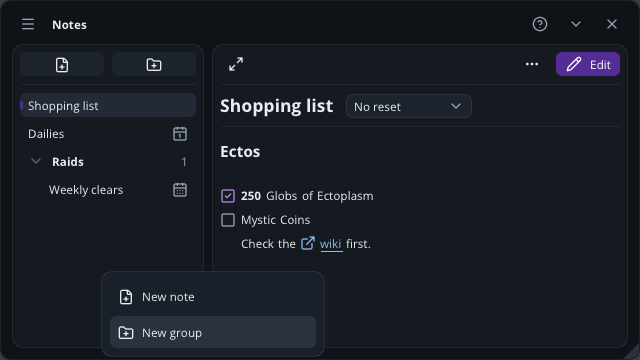 Notes
Edit
Shopping list
Dailies
Raids 1
Weekly clears
Shopping list
No reset
Ectos
250 Globs of Ectoplasm
Mystic Coins
Check the wiki first.
New note
New group